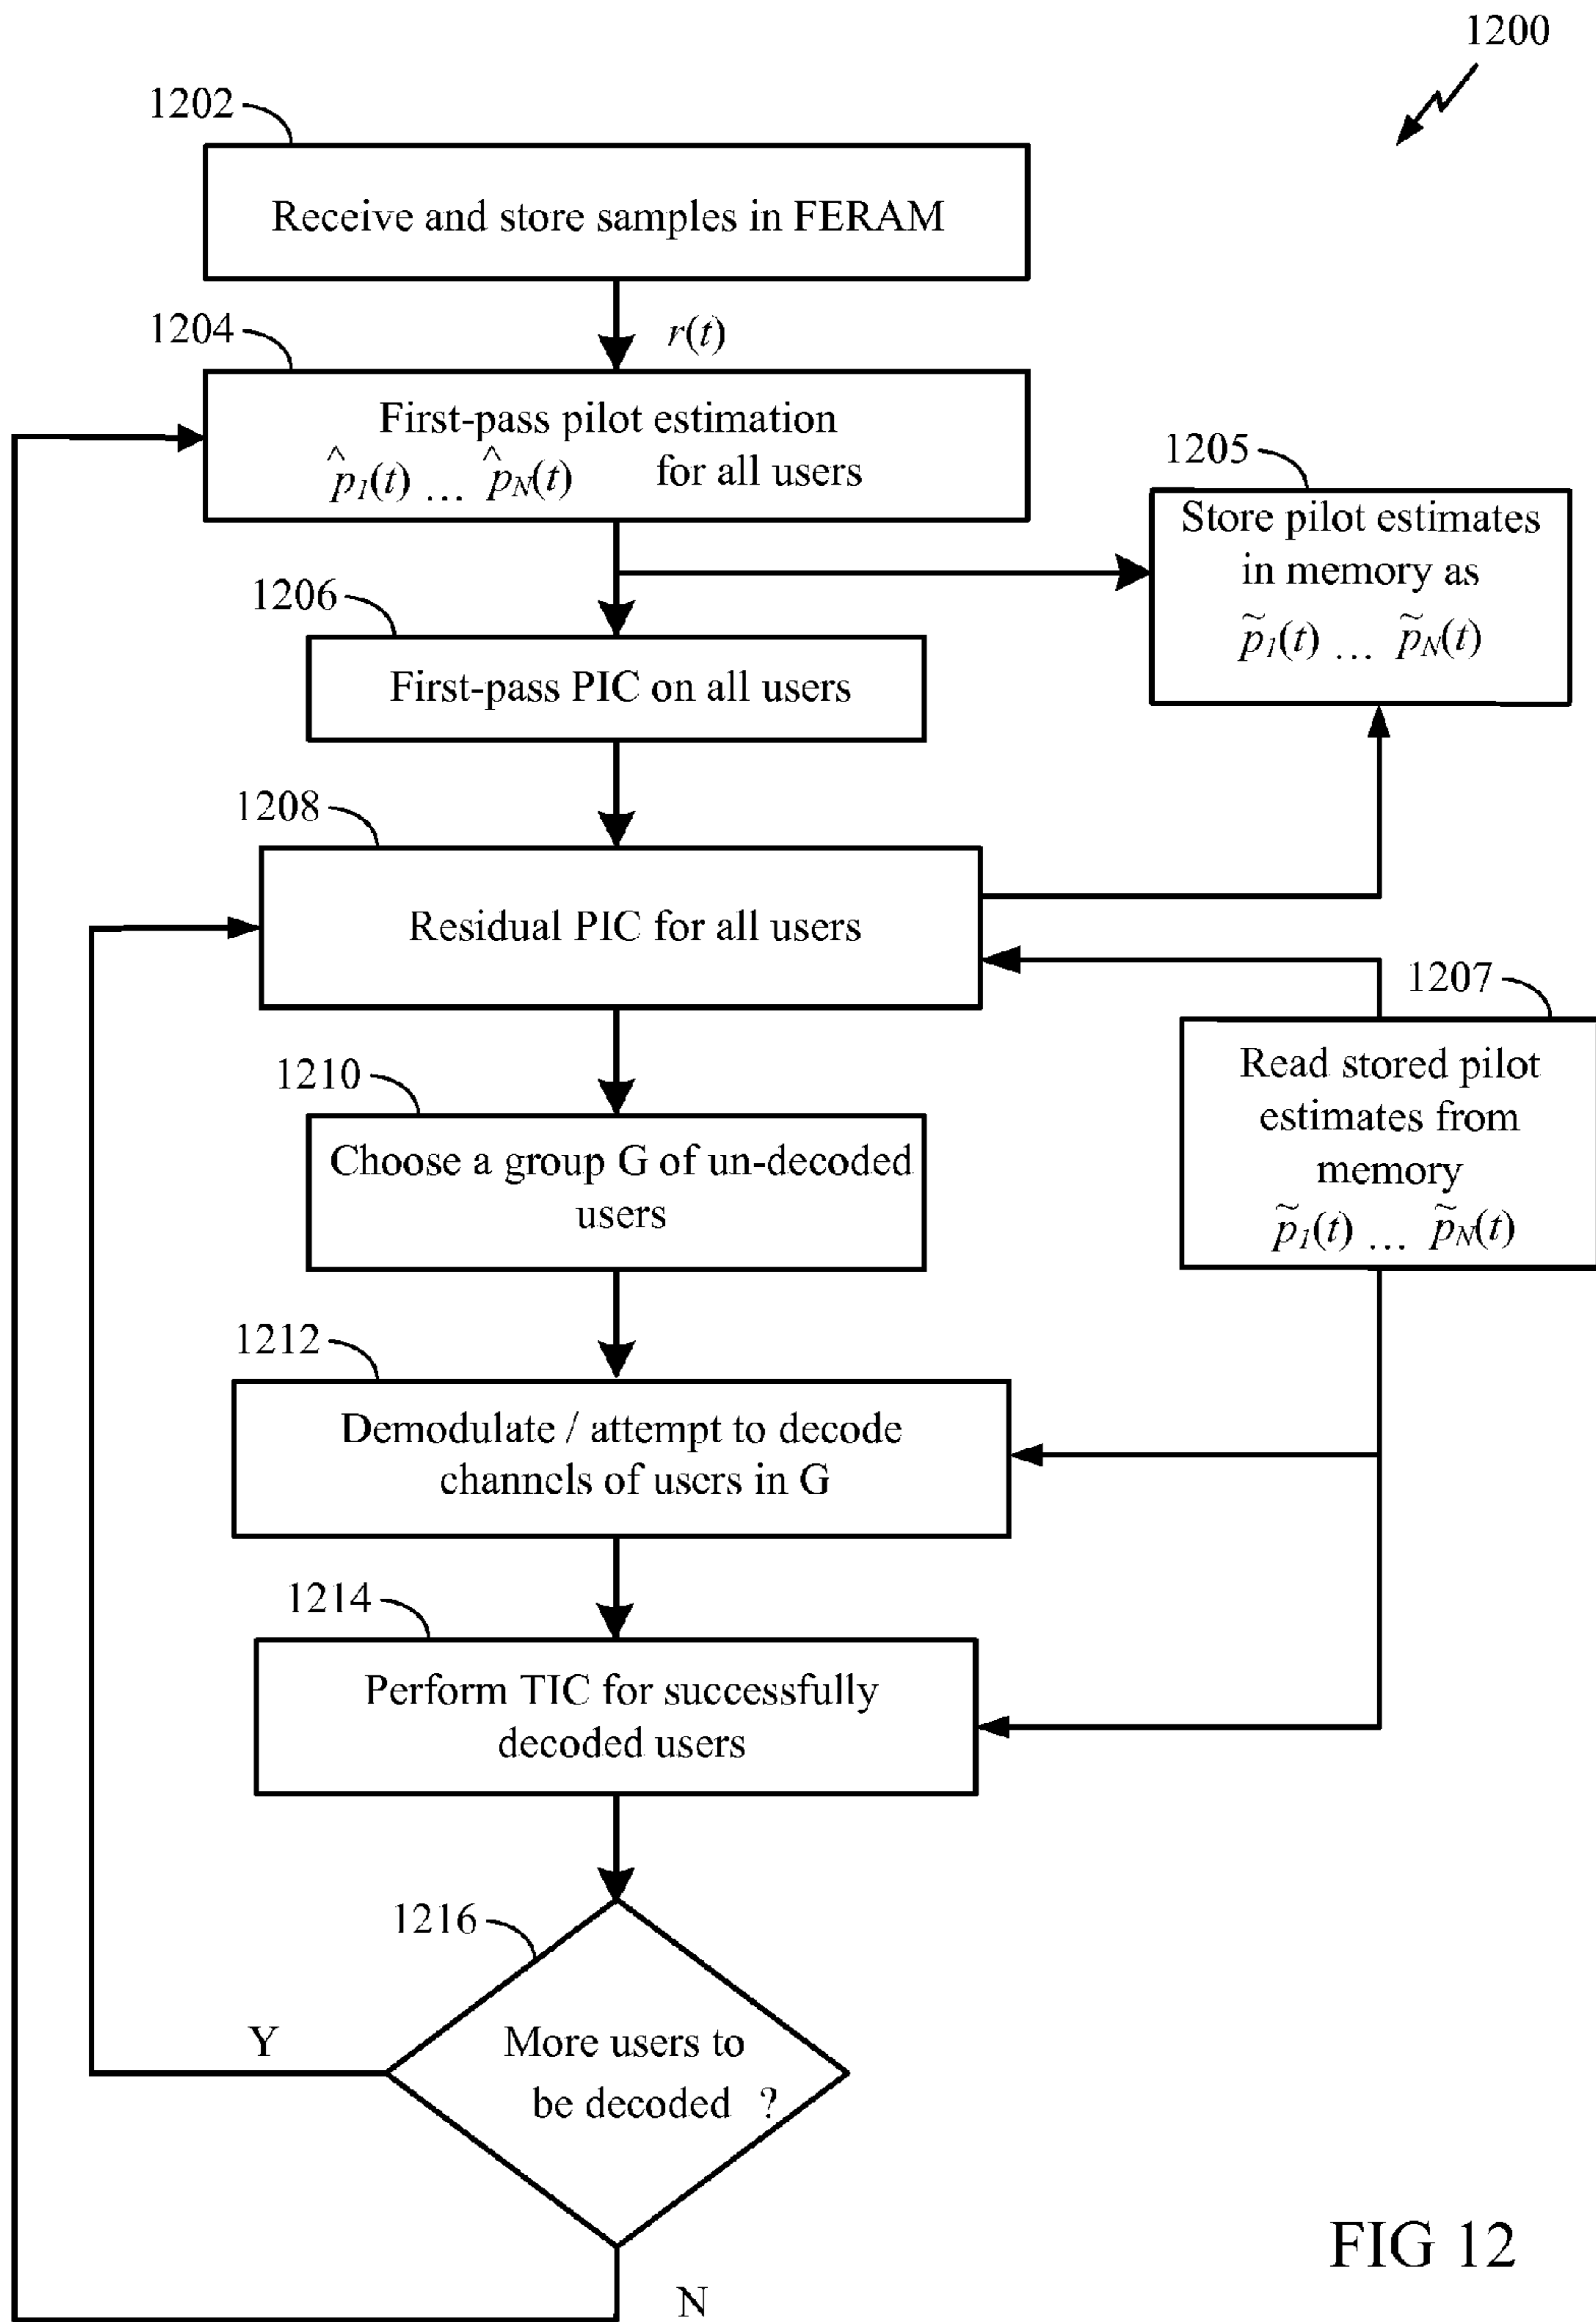 1200
1202
Receive and store samples in FERAM
r(t)
1204
First-pass pilot estimation
p̂₁(t) ... p̂_N(t) for all users
1205
Store pilot estimates
in memory as
p̃₁(t) ... p̃_N(t)
1206
First-pass PIC on all users
1208
Residual PIC for all users
1207
Read stored pilot
estimates from
memory
p̃₁(t) ... p̃_N(t)
1210
Choose a group G of un-decoded
users
1212
Demodulate / attempt to decode
channels of users in G
1214
Perform TIC for successfully
decoded users
1216
More users to
be decoded ?
Y
N
FIG 12